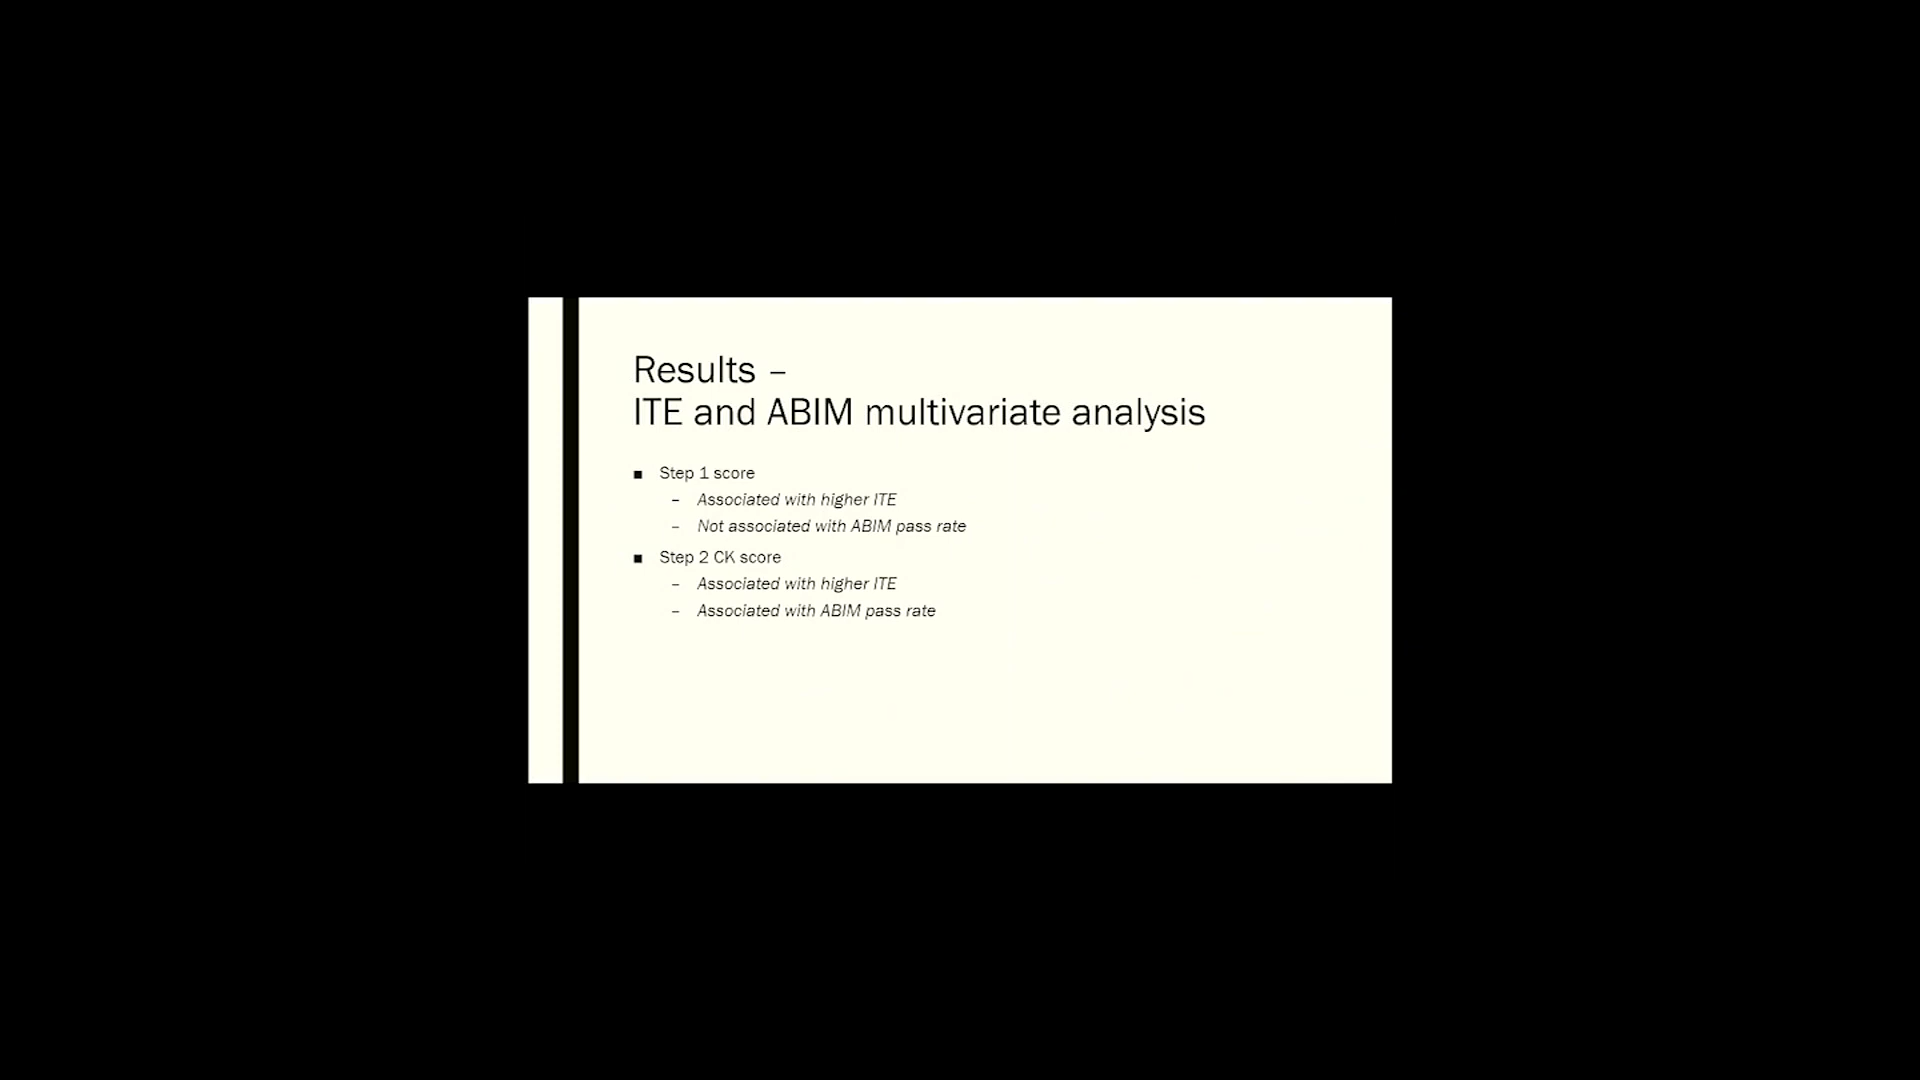 Results –
ITE and ABIM multivariate analysis
■ Step 1 score
– Associated with higher ITE
– Not associated with ABIM pass rate
■ Step 2 CK score
– Associated with higher ITE
– Associated with ABIM pass rate